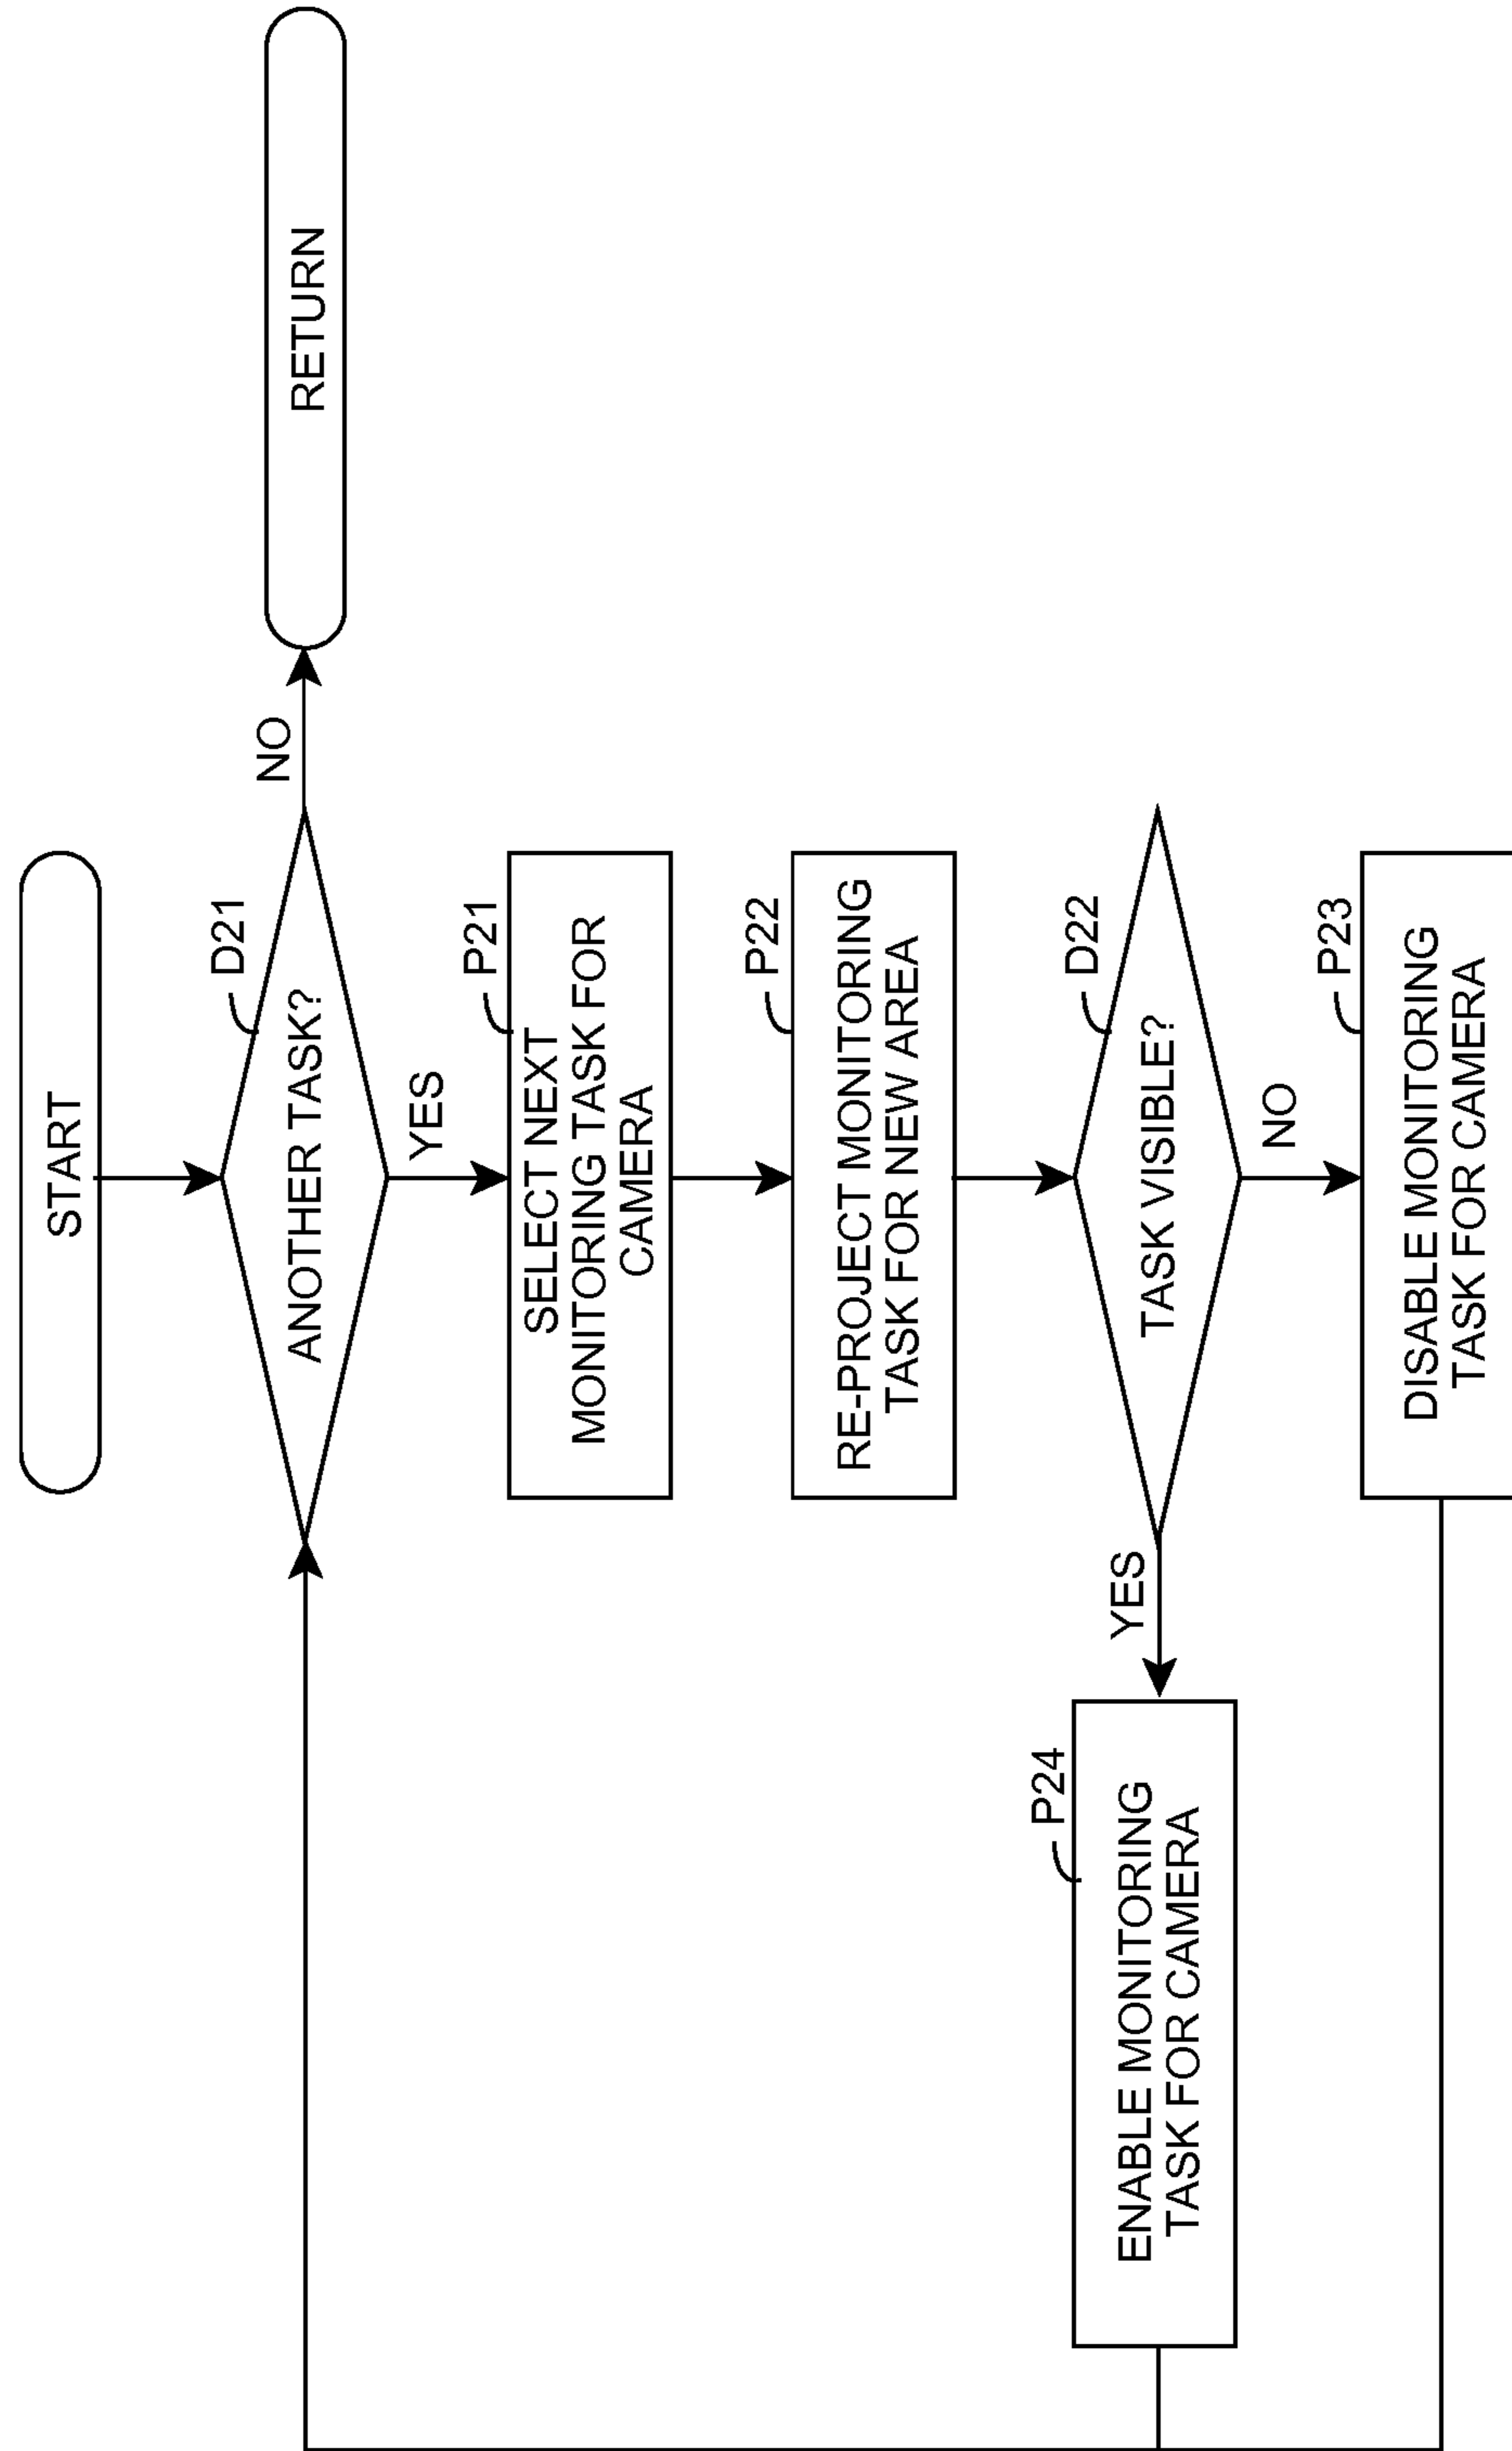 START
D21
ANOTHER TASK?
NO
RETURN
YES
P21
SELECT NEXT
MONITORING TASK FOR
CAMERA
P22
RE-PROJECT MONITORING
TASK FOR NEW AREA
D22
TASK VISIBLE?
YES
P24
ENABLE MONITORING
TASK FOR CAMERA
NO
P23
DISABLE MONITORING
TASK FOR CAMERA